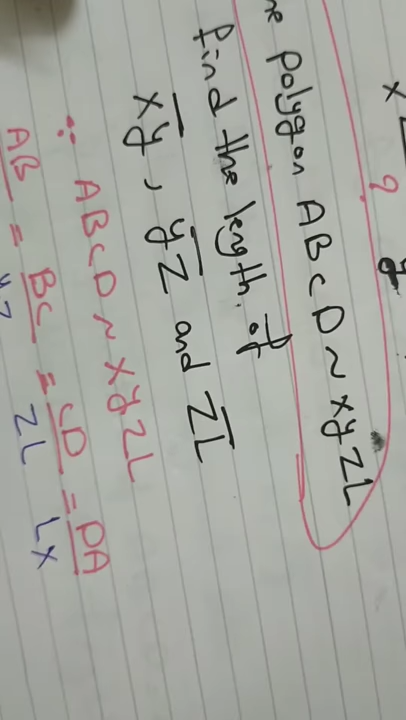 x
? y
polygon ABCD ~ xyZL
find the length of
xy, yZ and ZL
∴ ABCD ~ xyZL
AB = BC = CD = DA
ZL LX